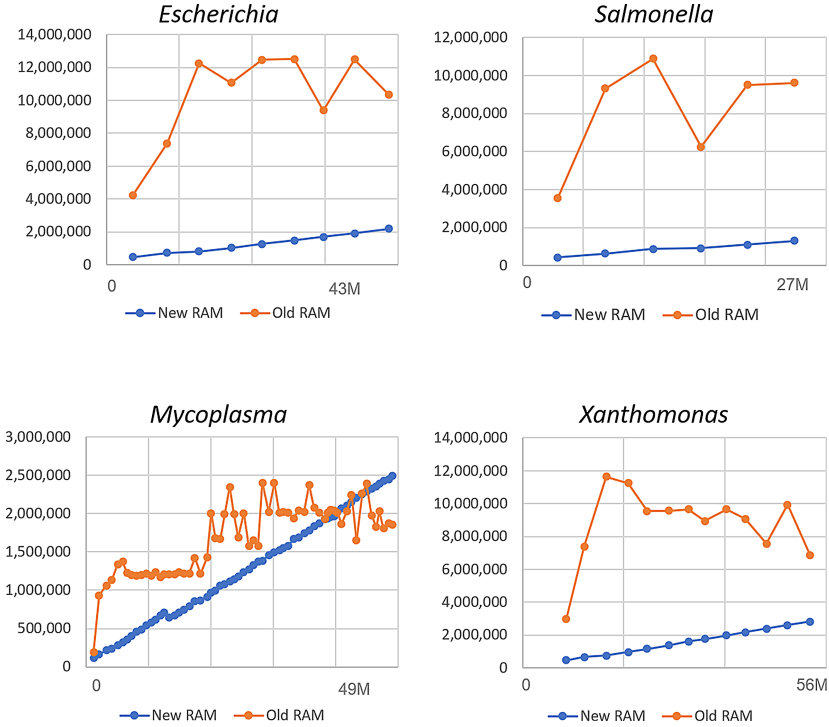 Escherichia
14,000,000
12,000,000
10,000,000
8,000,000
6,000,000
4,000,000
2,000,000
0
0 43M
New RAM Old RAM
Salmonella
12,000,000
10,000,000
8,000,000
6,000,000
4,000,000
2,000,000
0
0 27M
New RAM Old RAM
Mycoplasma
3,000,000
2,500,000
2,000,000
1,500,000
1,000,000
500,000
0
0 49M
New RAM Old RAM
Xanthomonas
14,000,000
12,000,000
10,000,000
8,000,000
6,000,000
4,000,000
2,000,000
0
0 56M
New RAM Old RAM